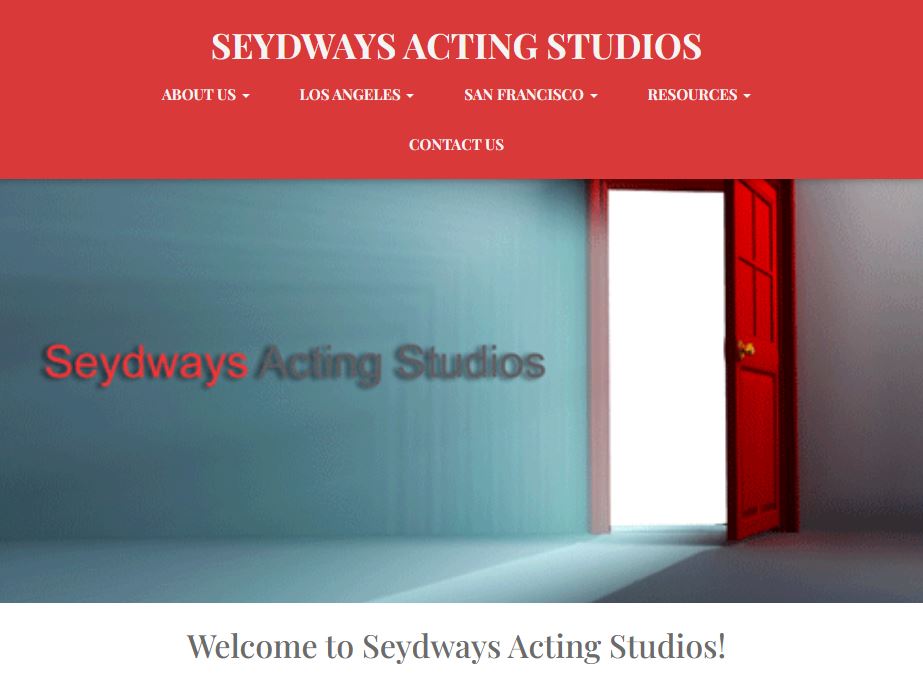 SEYDWAYS ACTING STUDIOS
ABOUT US LOS ANGELES SAN FRANCISCO RESOURCES
CONTACT US
Seydways Acting Studios
Welcome to Seydways Acting Studios!